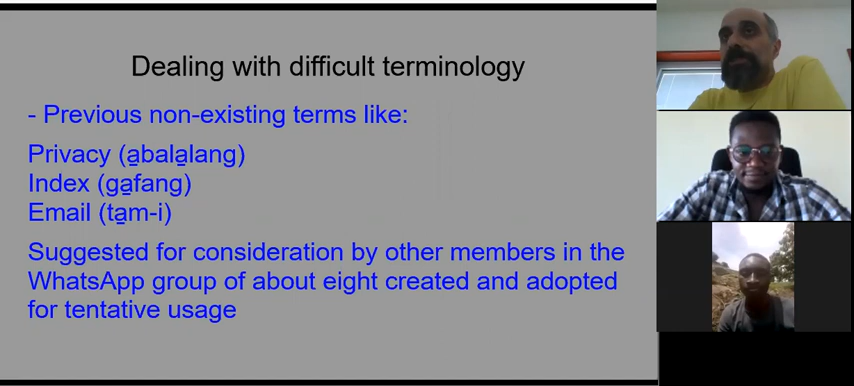 Dealing with difficult terminology
- Previous non-existing terms like:
Privacy (a̱bala̱lang)
Index (ga̱fang)
Email (ta̱m-i)
Suggested for consideration by other members in the
WhatsApp group of about eight created and adopted
for tentative usage